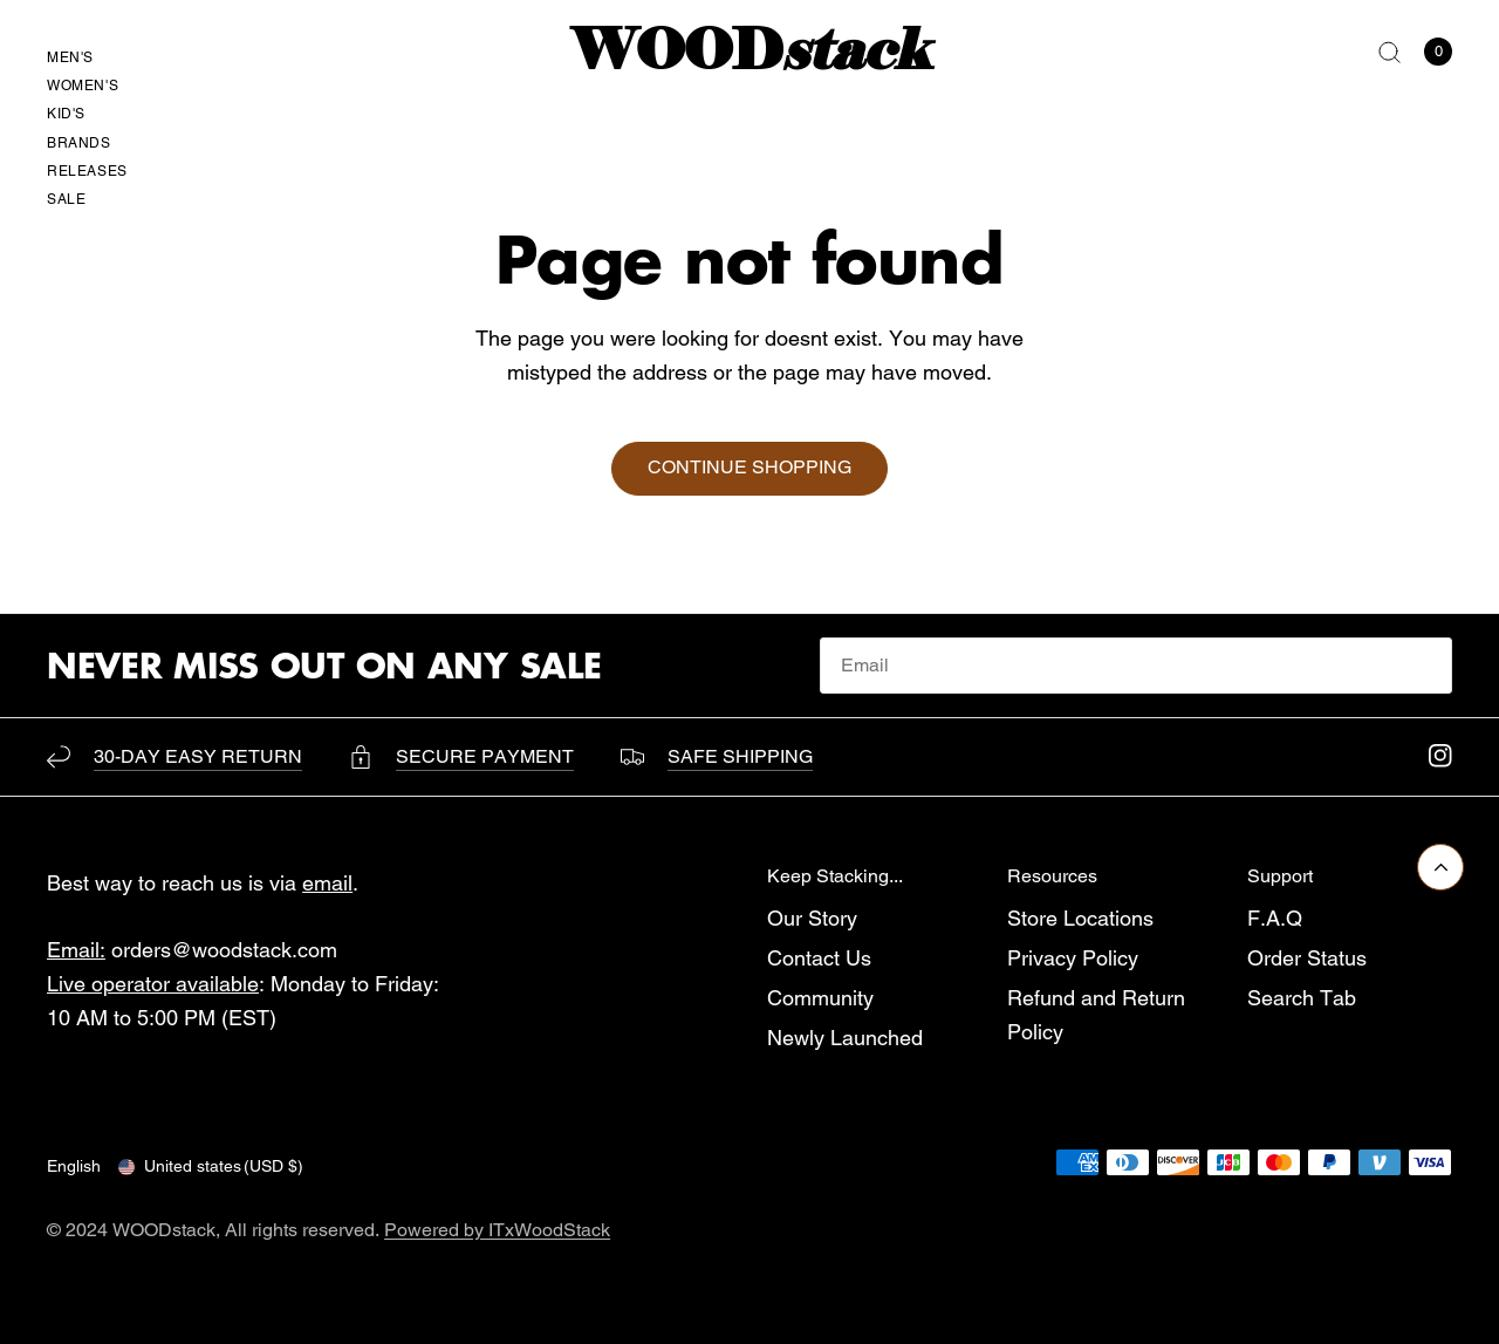 WOODstack
0
MEN'S
WOMEN'S
KID'S
BRANDS
RELEASES
SALE
Page not found
The page you were looking for doesnt exist. You may have
mistyped the address or the page may have moved.
CONTINUE SHOPPING
NEVER MISS OUT ON ANY SALE
Email
30-DAY EASY RETURN
SECURE PAYMENT
SAFE SHIPPING
Best way to reach us is via email.
Email: orders@woodstack.com
Live operator available: Monday to Friday:
10 AM to 5:00 PM (EST)
Keep Stacking...
Our Story
Contact Us
Community
Newly Launched
Resources
Store Locations
Privacy Policy
Refund and Return
Policy
Support
F.A.Q
Order Status
Search Tab
English
United states (USD $)
AM
EX
DISCOVER
JCB
VISA
© 2024 WOODstack, All rights reserved. Powered by ITxWoodStack